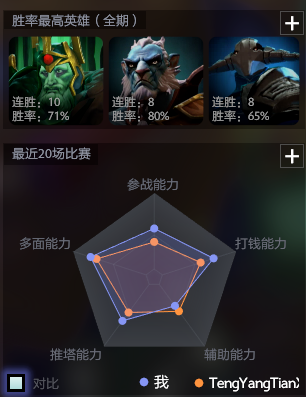 胜率最高英雄（全期）
连胜：10 连胜：8 连胜：8
胜率：71% 胜率：80% 胜率：65%
最近20场比赛
参战能力
多面能力 打钱能力
推塔能力 辅助能力
对比 我 TengYangTianX